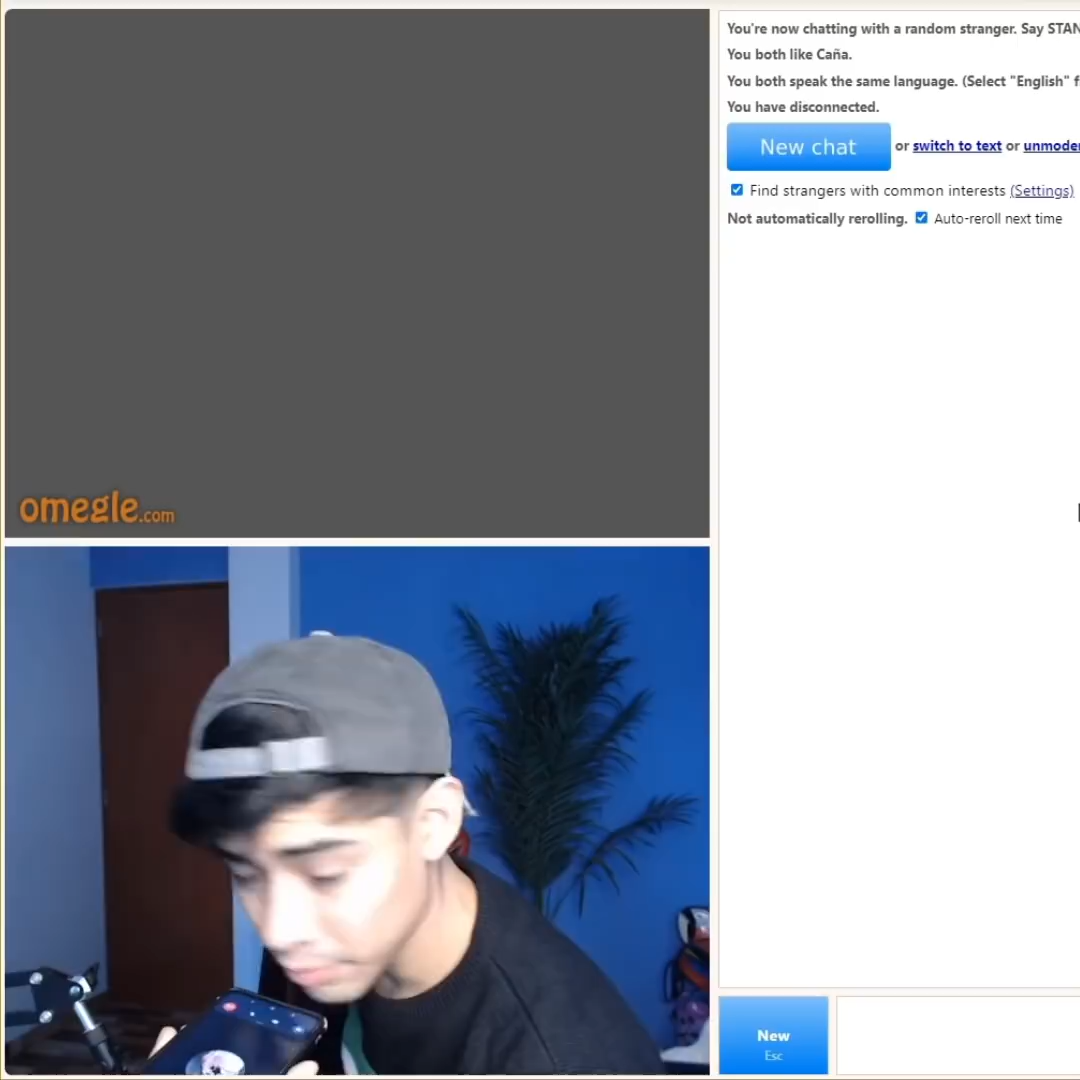 You're now chatting with a random stranger. Say
You both like Caña.
You both speak the same language. (Select "English"
You have disconnected.
New chat or switch to text or
Find strangers with common interests (Settings)
Not automatically rerolling. Auto-reroll next time
omegle.com
New
Esc